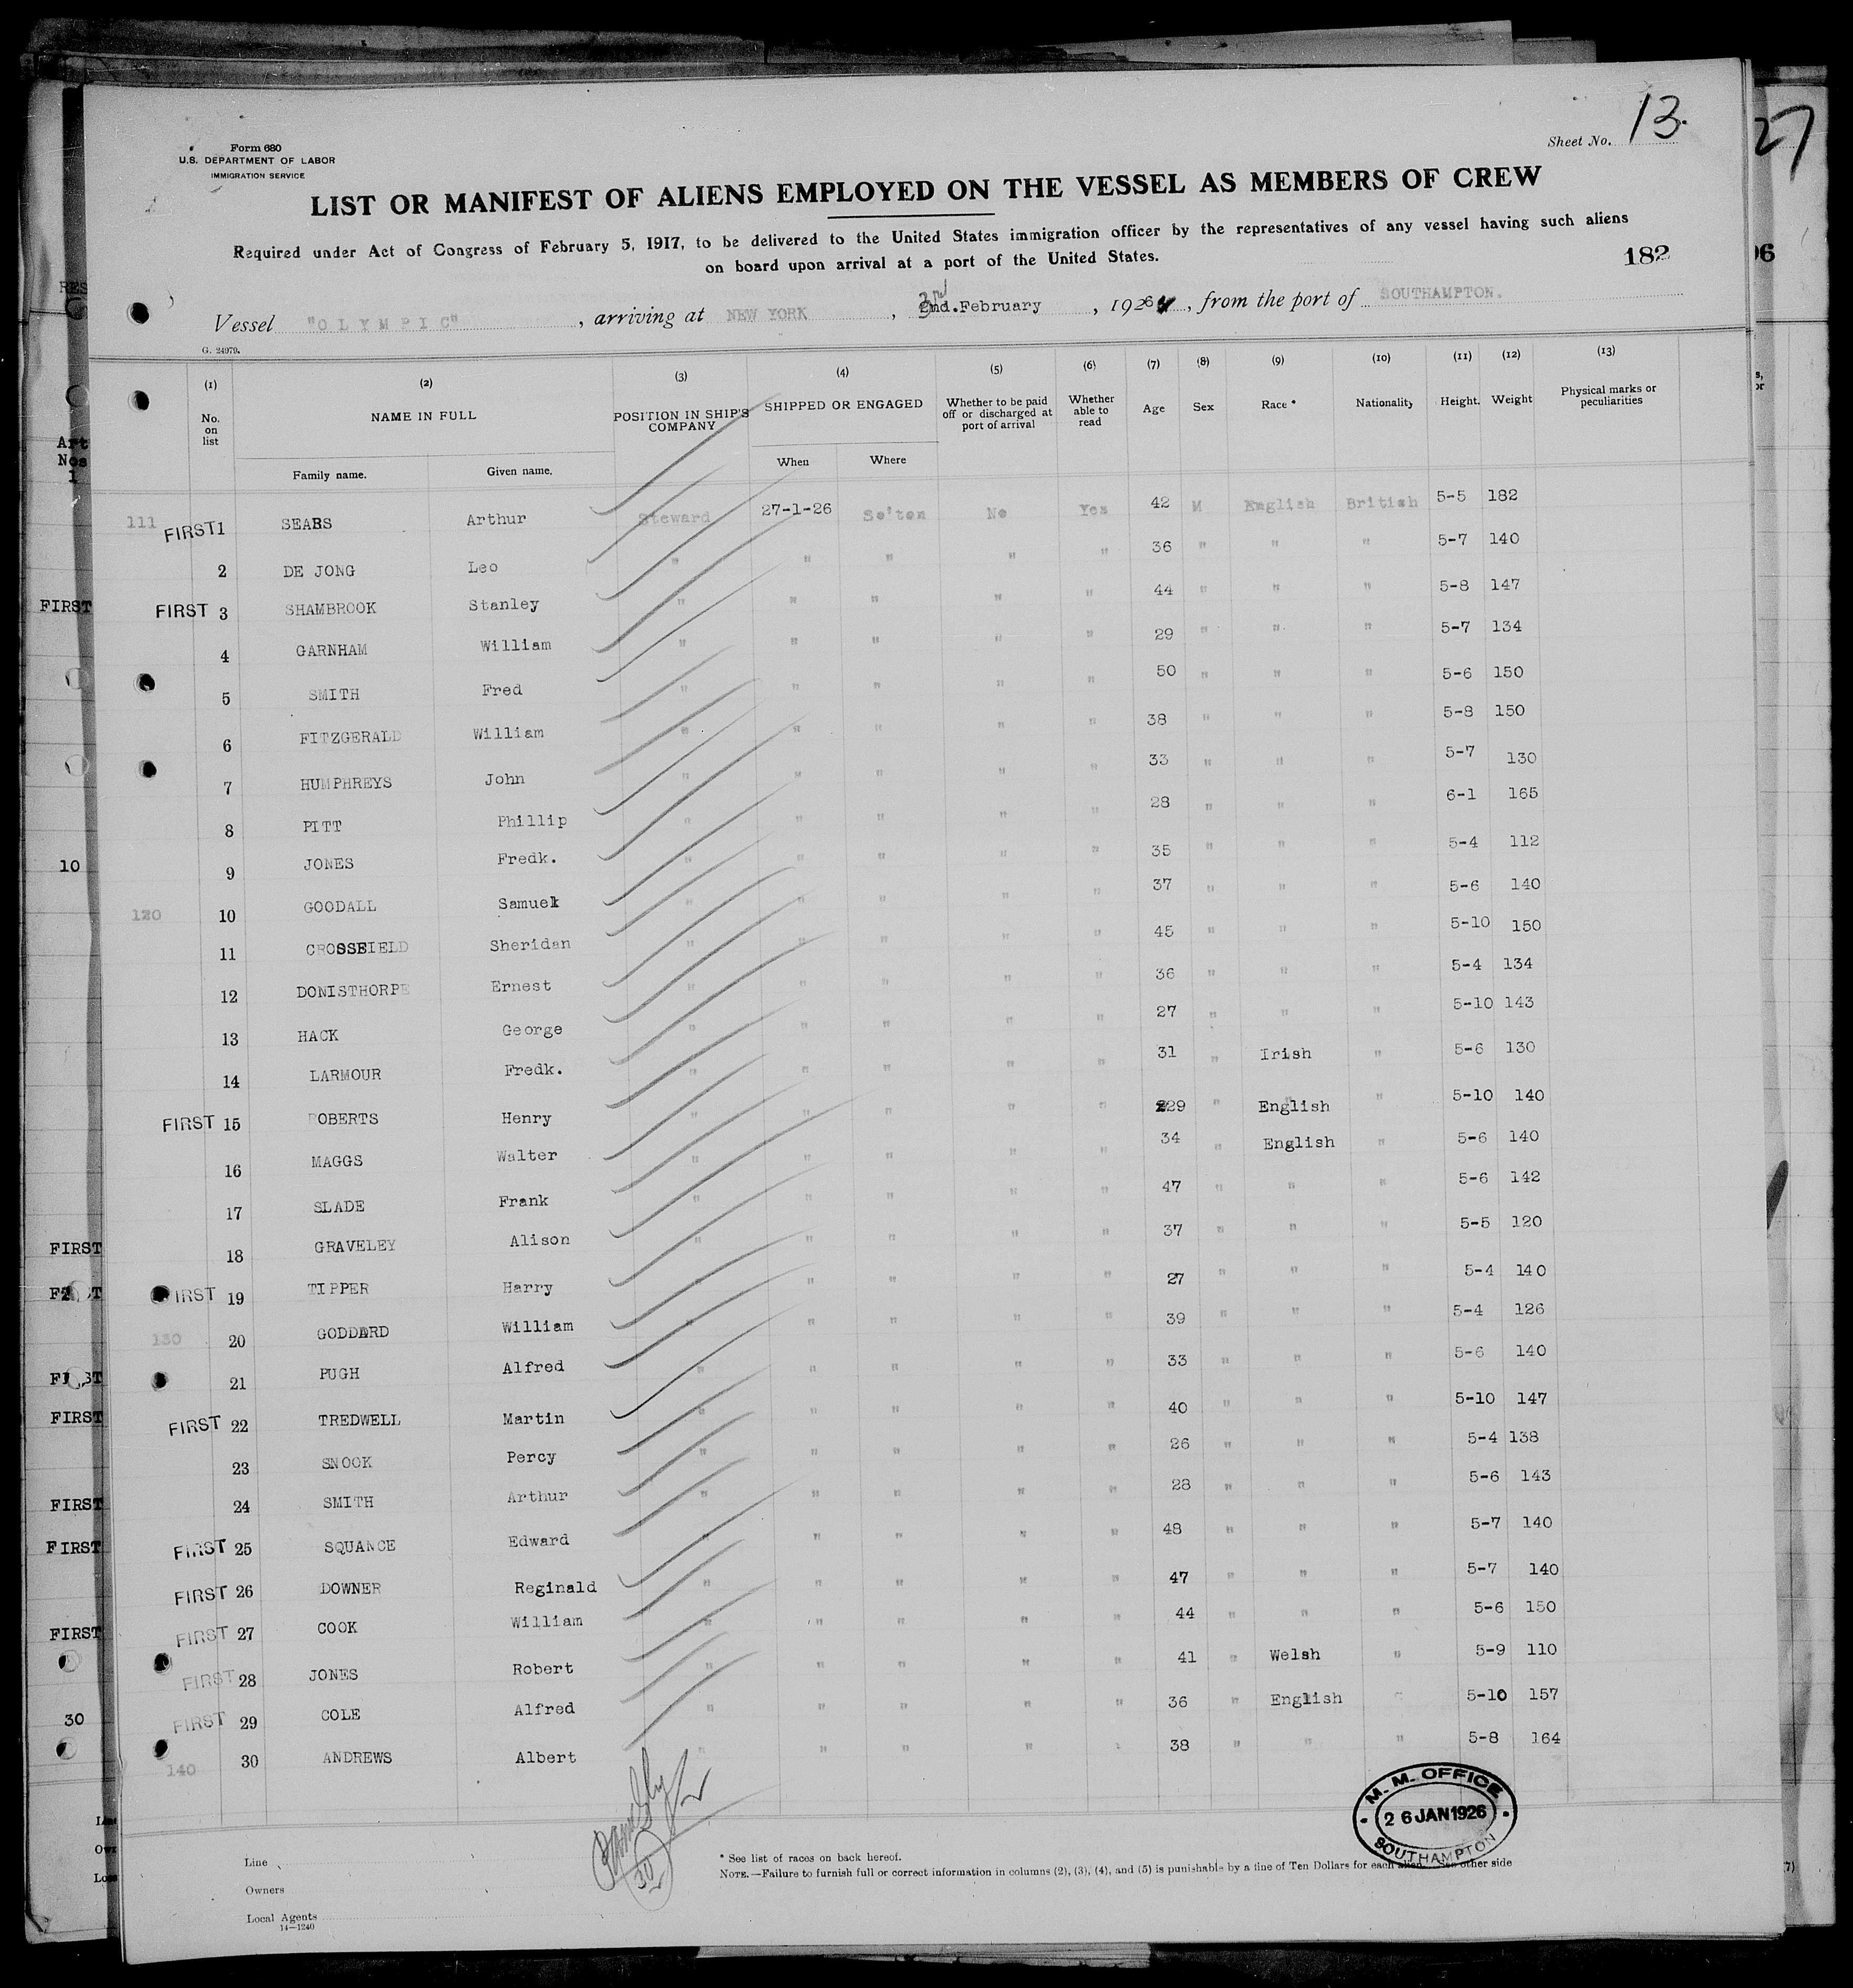 13.
Sheet No.
Form 680
U.S. DEPARTMENT OF LABOR
IMMIGRATION SERVICE
LIST OR MANIFEST OF ALIENS EMPLOYED ON THE VESSEL AS MEMBERS OF CREW
Required under Act of Congress of February 5, 1917, to be delivered to the United States immigration officer by the representatives of any vessel having such aliens
on board upon arrival at a port of the United States.
182
Vessel "OLYMPIC", arriving at NEW YORK, 3rd February, 1926, from the port of SOUTHAMPTON.
G. 24979.
(1) (2) (3) (4) (5) (6) (7) (8) (9) (10) (11) (12) (13)
No. on list NAME IN FULL POSITION IN SHIP'S COMPANY SHIPPED OR ENGAGED Whether to be paid off or discharged at port of arrival Whether able to read Age Sex Race * Nationality Height. Weight Physical marks or peculiarities
Family name. Given name. When Where
111 FIRST 1 SEARS Arthur Steward 27-1-26 So'ton No Yes 42 M English British 5-5 182
2 DE JONG Leo " " " " " 36 " " " 5-7 140
FIRST 3 SHAMBROOK Stanley " " " " " 44 " " " 5-8 147
4 GARNHAM William " " " " " 29 " " " 5-7 134
5 SMITH Fred " " " " " 50 " " " 5-6 150
6 FITZGERALD William " " " " " 38 " " " 5-8 150
7 HUMPHREYS John " " " " " 33 " " " 5-7 130
8 PITT Phillip " " " " " 28 " " " 6-1 165
9 JONES Fredk. " " " " " 35 " " " 5-4 112
120 10 GOODALL Samuel " " " " " 37 " " " 5-6 140
11 CROSSFIELD Sheridan " " " " " 45 " " " 5-10 150
12 DONISTHORPE Ernest " " " " " 36 " " " 5-4 134
13 HACK George " " " " " 27 " " " 5-10 143
14 LARMOUR Fredk. " " " " " 31 " Irish " 5-6 130
FIRST 15 ROBERTS Henry " " " " " 29 " English " 5-10 140
16 MAGGS Walter " " " " " 34 " English " 5-6 140
17 SLADE Frank " " " " " 47 " " " 5-6 142
18 GRAVELEY Alison " " " " " 37 " " " 5-5 120
FIRST 19 TIPPER Harry " " " " " 27 " " " 5-4 140
130 20 GODDARD William " " " " " 39 " " " 5-4 126
21 PUGH Alfred " " " " " 33 " " " 5-6 140
FIRST 22 TREDWELL Martin " " " " " 40 " " " 5-10 147
23 SNOOK Percy " " " " " 26 " " " 5-4 138
24 SMITH Arthur " " " " " 28 " " " 5-6 143
FIRST 25 SQUANCE Edward " " " " " 48 " " " 5-7 140
FIRST 26 DOWNER Reginald " " " " " 47 " " " 5-7 140
FIRST 27 COOK William " " " " " 44 " " " 5-6 150
FIRST 28 JONES Robert " " " " " 41 " Welsh " 5-9 110
FIRST 29 COLE Alfred " " " " " 36 " English " 5-10 157
140 30 ANDREWS Albert " " " " " 38 " " " 5-8 164
M. M. OFFICE
26 JAN 1926
SOUTHAMPTON
30
Line
Owners
Local Agents
14—1240
* See list of races on back hereof.
NOTE.—Failure to furnish full or correct information in columns (2), (3), (4), and (5) is punishable by a fine of Ten Dollars for each alien. See other side
27
96
Art
Nos
1
FIRST
10
FIRST
FIRST
FIRST
FIRST
FIRST
FIRST
FIRST
30